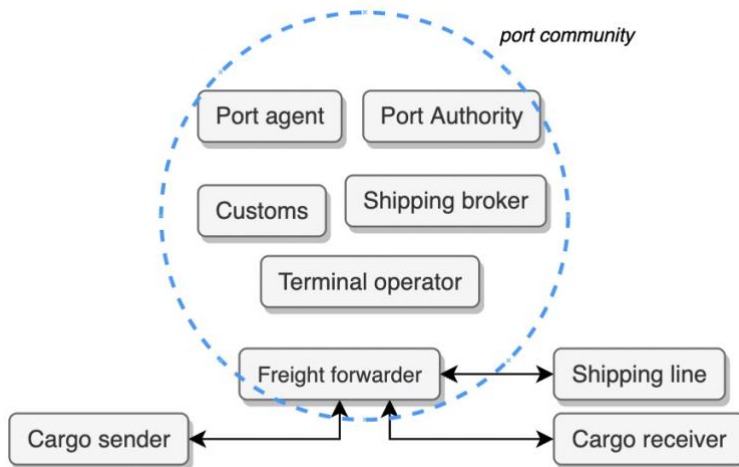 port community
Port agent
Port Authority
Customs
Shipping broker
Terminal operator
Freight forwarder
Shipping line
Cargo sender
Cargo receiver